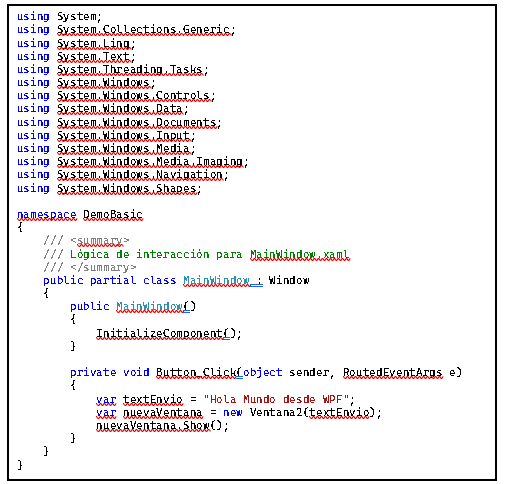 using System;
using System.Collections.Generic;
using System.Linq;
using System.Text;
using System.Threading.Tasks;
using System.Windows;
using System.Windows.Controls;
using System.Windows.Data;
using System.Windows.Documents;
using System.Windows.Input;
using System.Windows.Media;
using System.Windows.Media.Imaging;
using System.Windows.Navigation;
using System.Windows.Shapes;
namespace DemoBasic
{
/// <summary>
/// Lógica de interacción para MainWindow.xaml
/// </summary>
public partial class MainWindow : Window
{
public MainWindow()
{
InitializeComponent();
}
private void Button_Click(object sender, RoutedEventArgs e)
{
var textEnvio = "Hola Mundo desde WPF";
var nuevaVentana = new Ventana2(textEnvio);
nuevaVentana.Show();
}
}
}